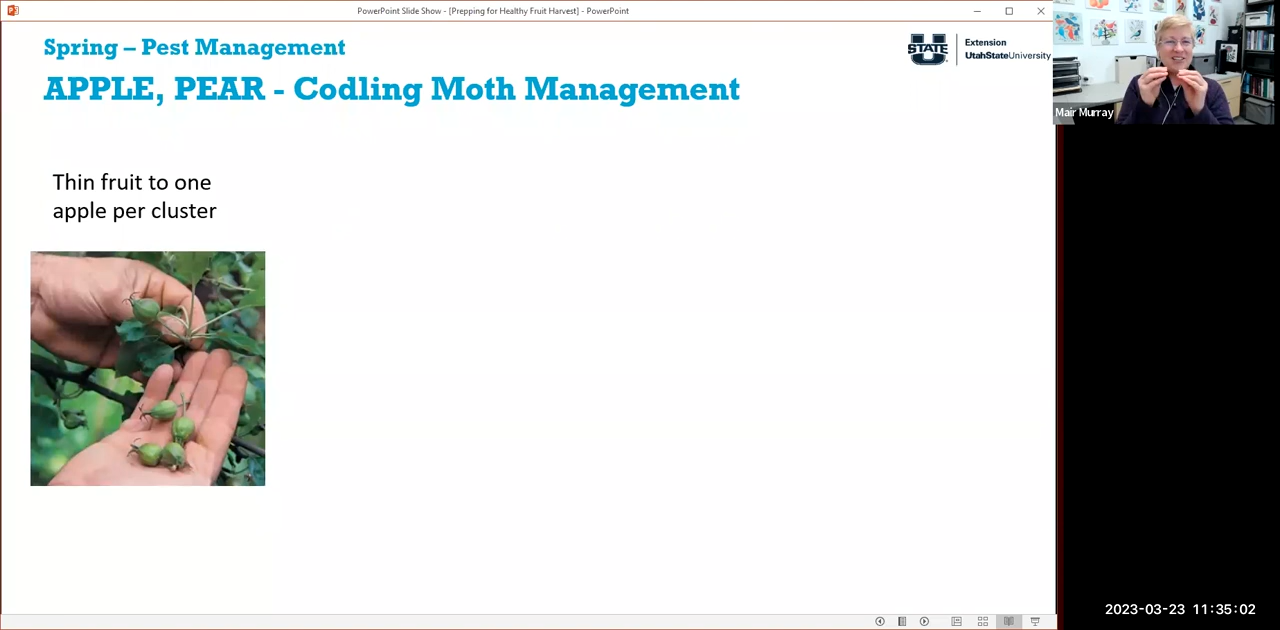 PowerPoint Slide Show - [Prepping for Healthy Fruit Harvest] - PowerPoint
Spring – Pest Management
APPLE, PEAR - Codling Moth Management
U
STATE
Extension
UtahStateUniversity
Mair Murray
Thin fruit to one
apple per cluster
2023-03-23 11:35:02